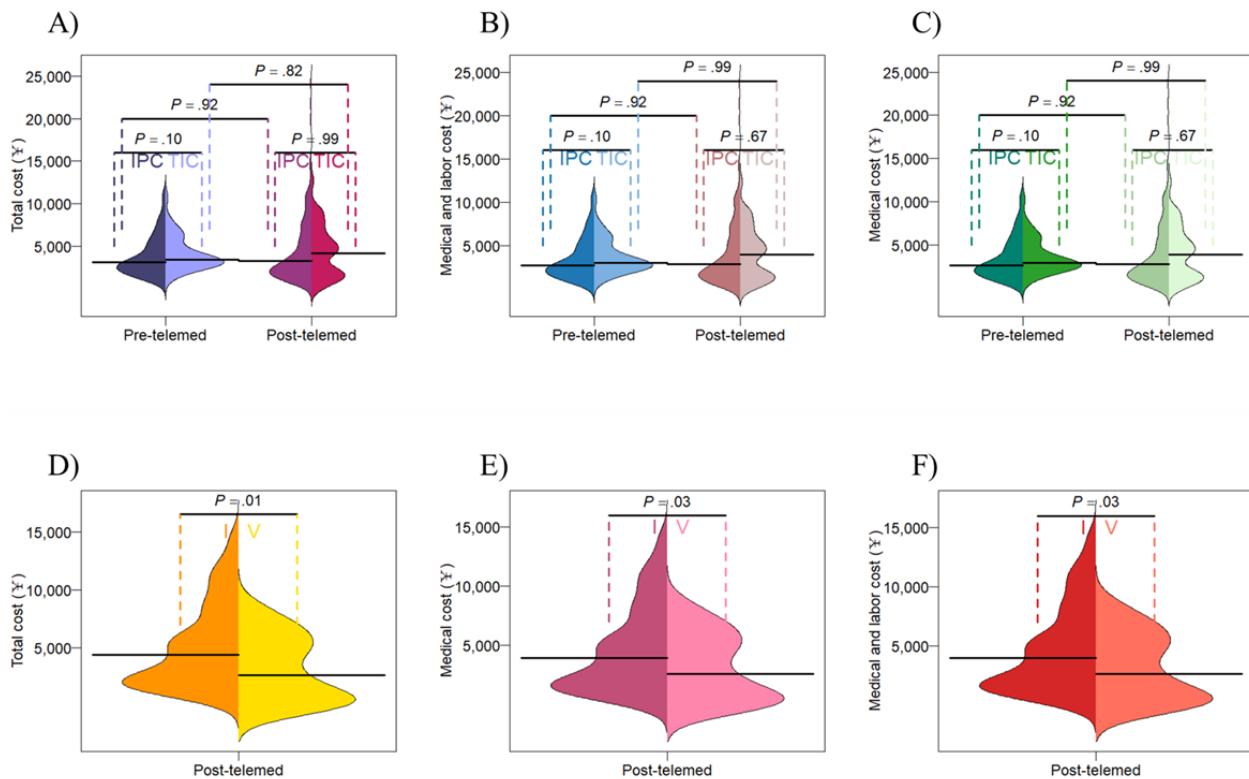 A)
Total cost (¥)
25,000
20,000
15,000
10,000
5,000
P = .82
P = .92
P = .10
P = .99
IPC TIC
IPC TIC
Pre-telemed
Post-telemed
B)
Medical and labor cost (¥)
25,000
20,000
15,000
10,000
5,000
P = .99
P = .92
P = .10
P = .67
IPC TIC
IPC TIC
Pre-telemed
Post-telemed
C)
Medical cost (¥)
25,000
20,000
15,000
10,000
5,000
P = .99
P = .92
P = .10
P = .67
IPC TIC
IPC TIC
Pre-telemed
Post-telemed
D)
Total cost (¥)
15,000
10,000
5,000
P = .01
I V
Post-telemed
E)
Medical cost (¥)
15,000
10,000
5,000
P = .03
I V
Post-telemed
F)
Medical and labor cost (¥)
15,000
10,000
5,000
P = .03
I V
Post-telemed